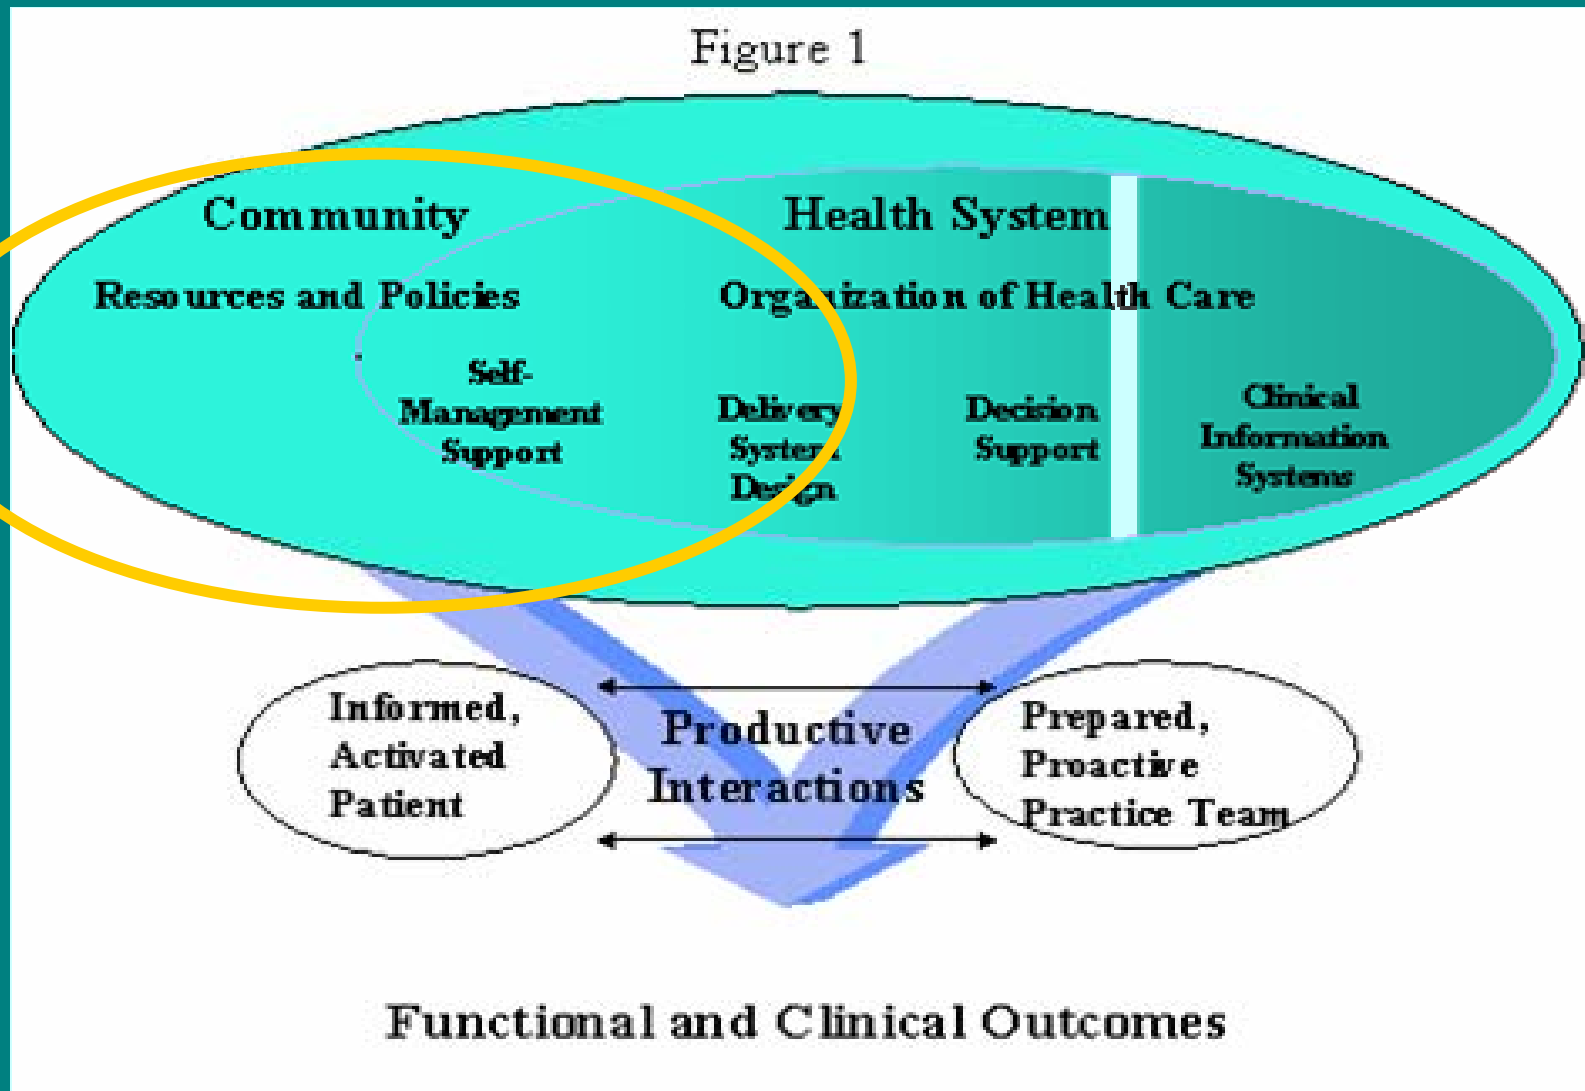 Figure 1
Community
Health System
Resources and Policies
Organization of Health Care
Self-
Management
Support
Delivery
System
Design
Decision
Support
Clinical
Information
Systems
Informed,
Activated
Patient
Productive
Interactions
Prepared,
Proactive
Practice Team
Functional and Clinical Outcomes